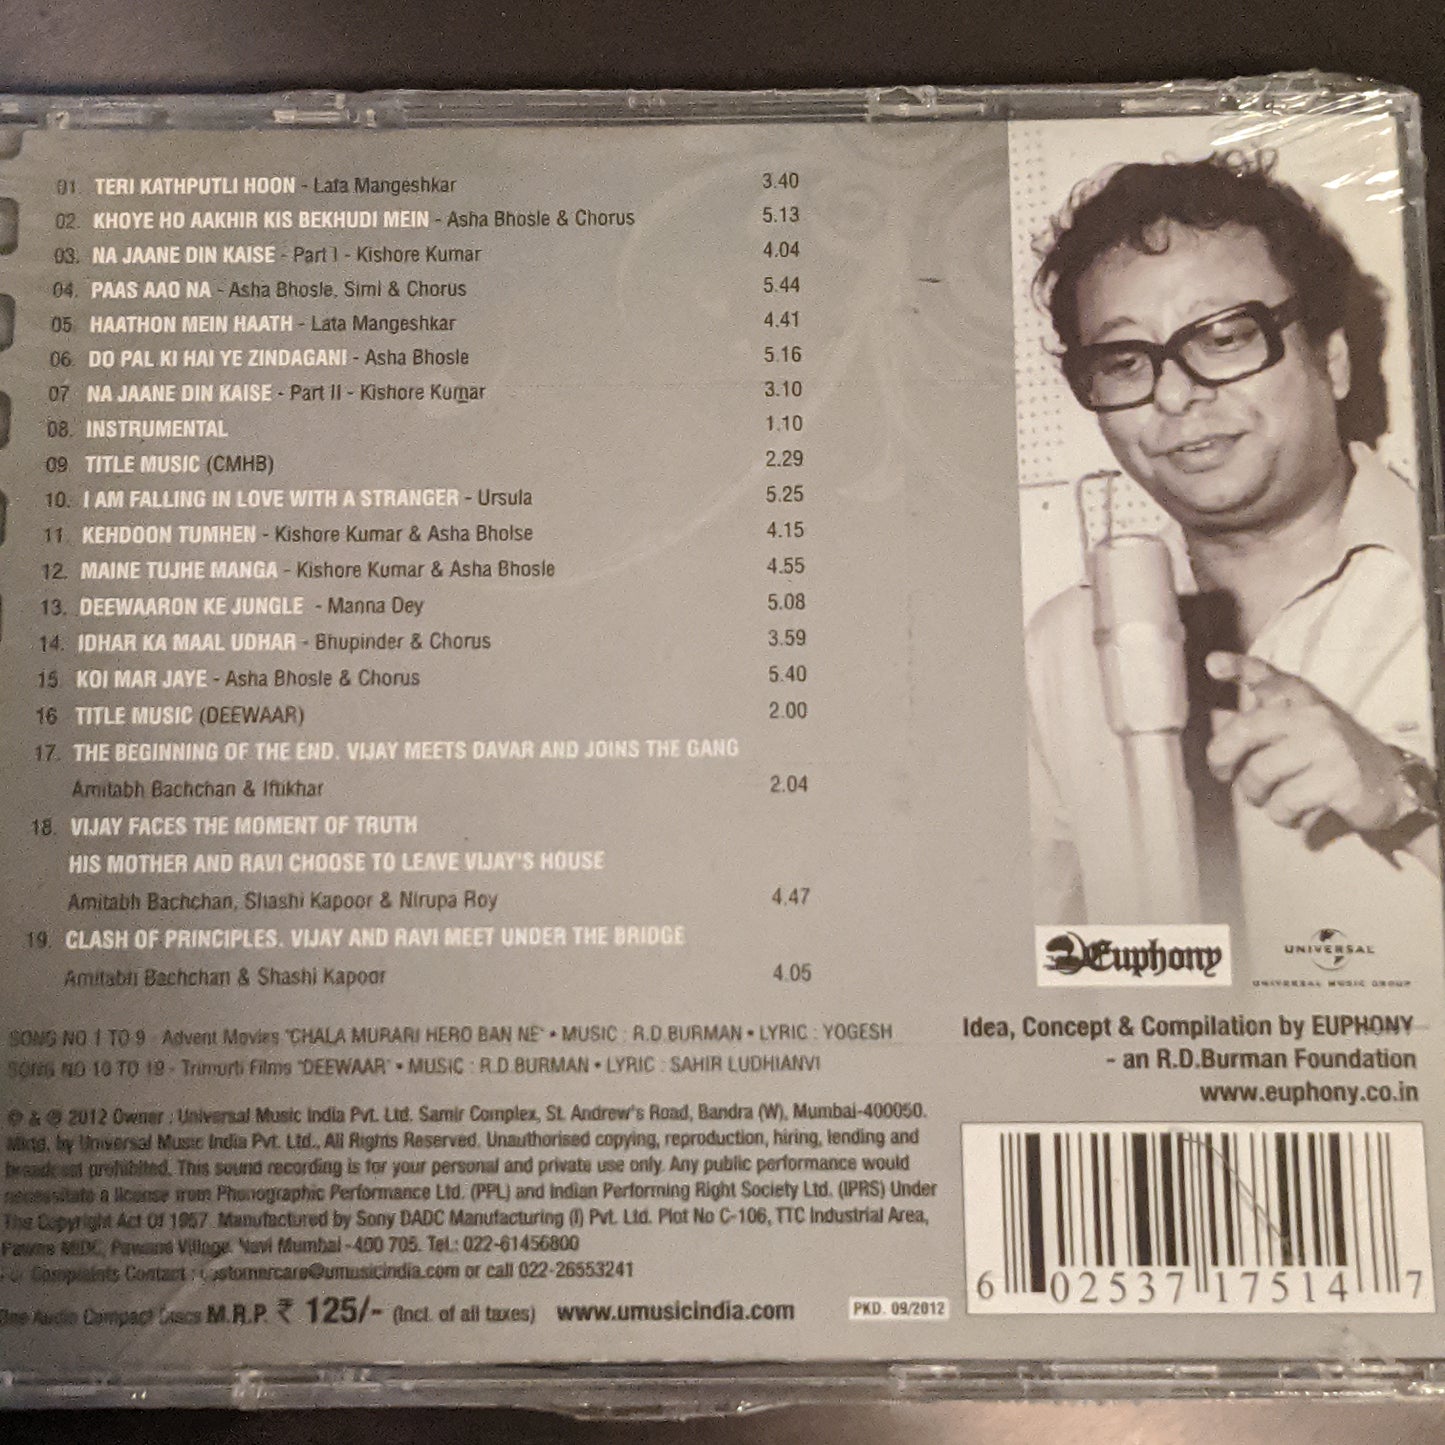 01. TERI KATHPUTLI HOON - Lata Mangeshkar 3.40
02. KHOYE HO AAKHIR KIS BEKHUDI MEIN - Asha Bhosle & Chorus 5.13
03. NA JAANE DIN KAISE - Part I - Kishore Kumar 4.04
04. PAAS AAO NA - Asha Bhosle, Simi & Chorus 5.44
05. HAATHON MEIN HAATH - Lata Mangeshkar 4.41
06. DO PAL KI HAI YE ZINDAGANI - Asha Bhosle 5.16
07. NA JAANE DIN KAISE - Part II - Kishore Kumar 3.10
08. INSTRUMENTAL 1.10
09. TITLE MUSIC (CMHB) 2.29
10. I AM FALLING IN LOVE WITH A STRANGER - Ursula 5.25
11. KEHDOON TUMHEN - Kishore Kumar & Asha Bholse 4.15
12. MAINE TUJHE MANGA - Kishore Kumar & Asha Bhosle 4.55
13. DEEWAARON KE JUNGLE - Manna Dey 5.08
14. IDHAR KA MAAL UDHAR - Bhupinder & Chorus 3.59
15. KOI MAR JAYE - Asha Bhosle & Chorus 5.40
16 TITLE MUSIC (DEEWAAR) 2.00
17. THE BEGINNING OF THE END. VIJAY MEETS DAVAR AND JOINS THE GANG
Amitabh Bachchan & Iftikhar 2.04
18. VIJAY FACES THE MOMENT OF TRUTH
HIS MOTHER AND RAVI CHOOSE TO LEAVE VIJAY'S HOUSE
Amitabh Bachchan, Shashi Kapoor & Nirupa Roy 4.47
19. CLASH OF PRINCIPLES. VIJAY AND RAVI MEET UNDER THE BRIDGE
Amitabh Bachchan & Shashi Kapoor 4.05
SONG NO 1 TO 9 - Advent Movies "CHALA MURARI HERO BAN NE" • MUSIC : R.D.BURMAN • LYRIC : YOGESH
SONG NO 10 TO 19 - Trimurti Films "DEEWAAR" • MUSIC : R.D.BURMAN • LYRIC : SAHIR LUDHIANVI
© & ℗ 2012 Owner : Universal Music India Pvt. Ltd. Samir Complex, St. Andrew's Road, Bandra (W), Mumbai-400050.
Mktg. by Universal Music India Pvt. Ltd., All Rights Reserved. Unauthorised copying, reproduction, hiring, lending and
broadcast prohibited. This sound recording is for your personal and private use only. Any public performance would
necessitate a license from Phonographic Performance Ltd. (PPL) and Indian Performing Right Society Ltd. (IPRS) Under
The Copyright Act Of 1957. Manufactured by Sony DADC Manufacturing (I) Pvt. Ltd. Plot No C-106, TTC Industrial Area,
Pawne MIDC, Pawane Village, Navi Mumbai -400 705. Tel.: 022-61456800
For Complaints Contact : customercare@umusicindia.com or call 022-26553241
One Audio Compact Discs M.R.P. ₹ 125/- (Incl. of all taxes) www.umusicindia.com PKD. 09/2012
Euphony
UNIVERSAL
UNIVERSAL MUSIC GROUP
Idea, Concept & Compilation by EUPHONY
- an R.D.Burman Foundation
www.euphony.co.in
6 02537 17514 7